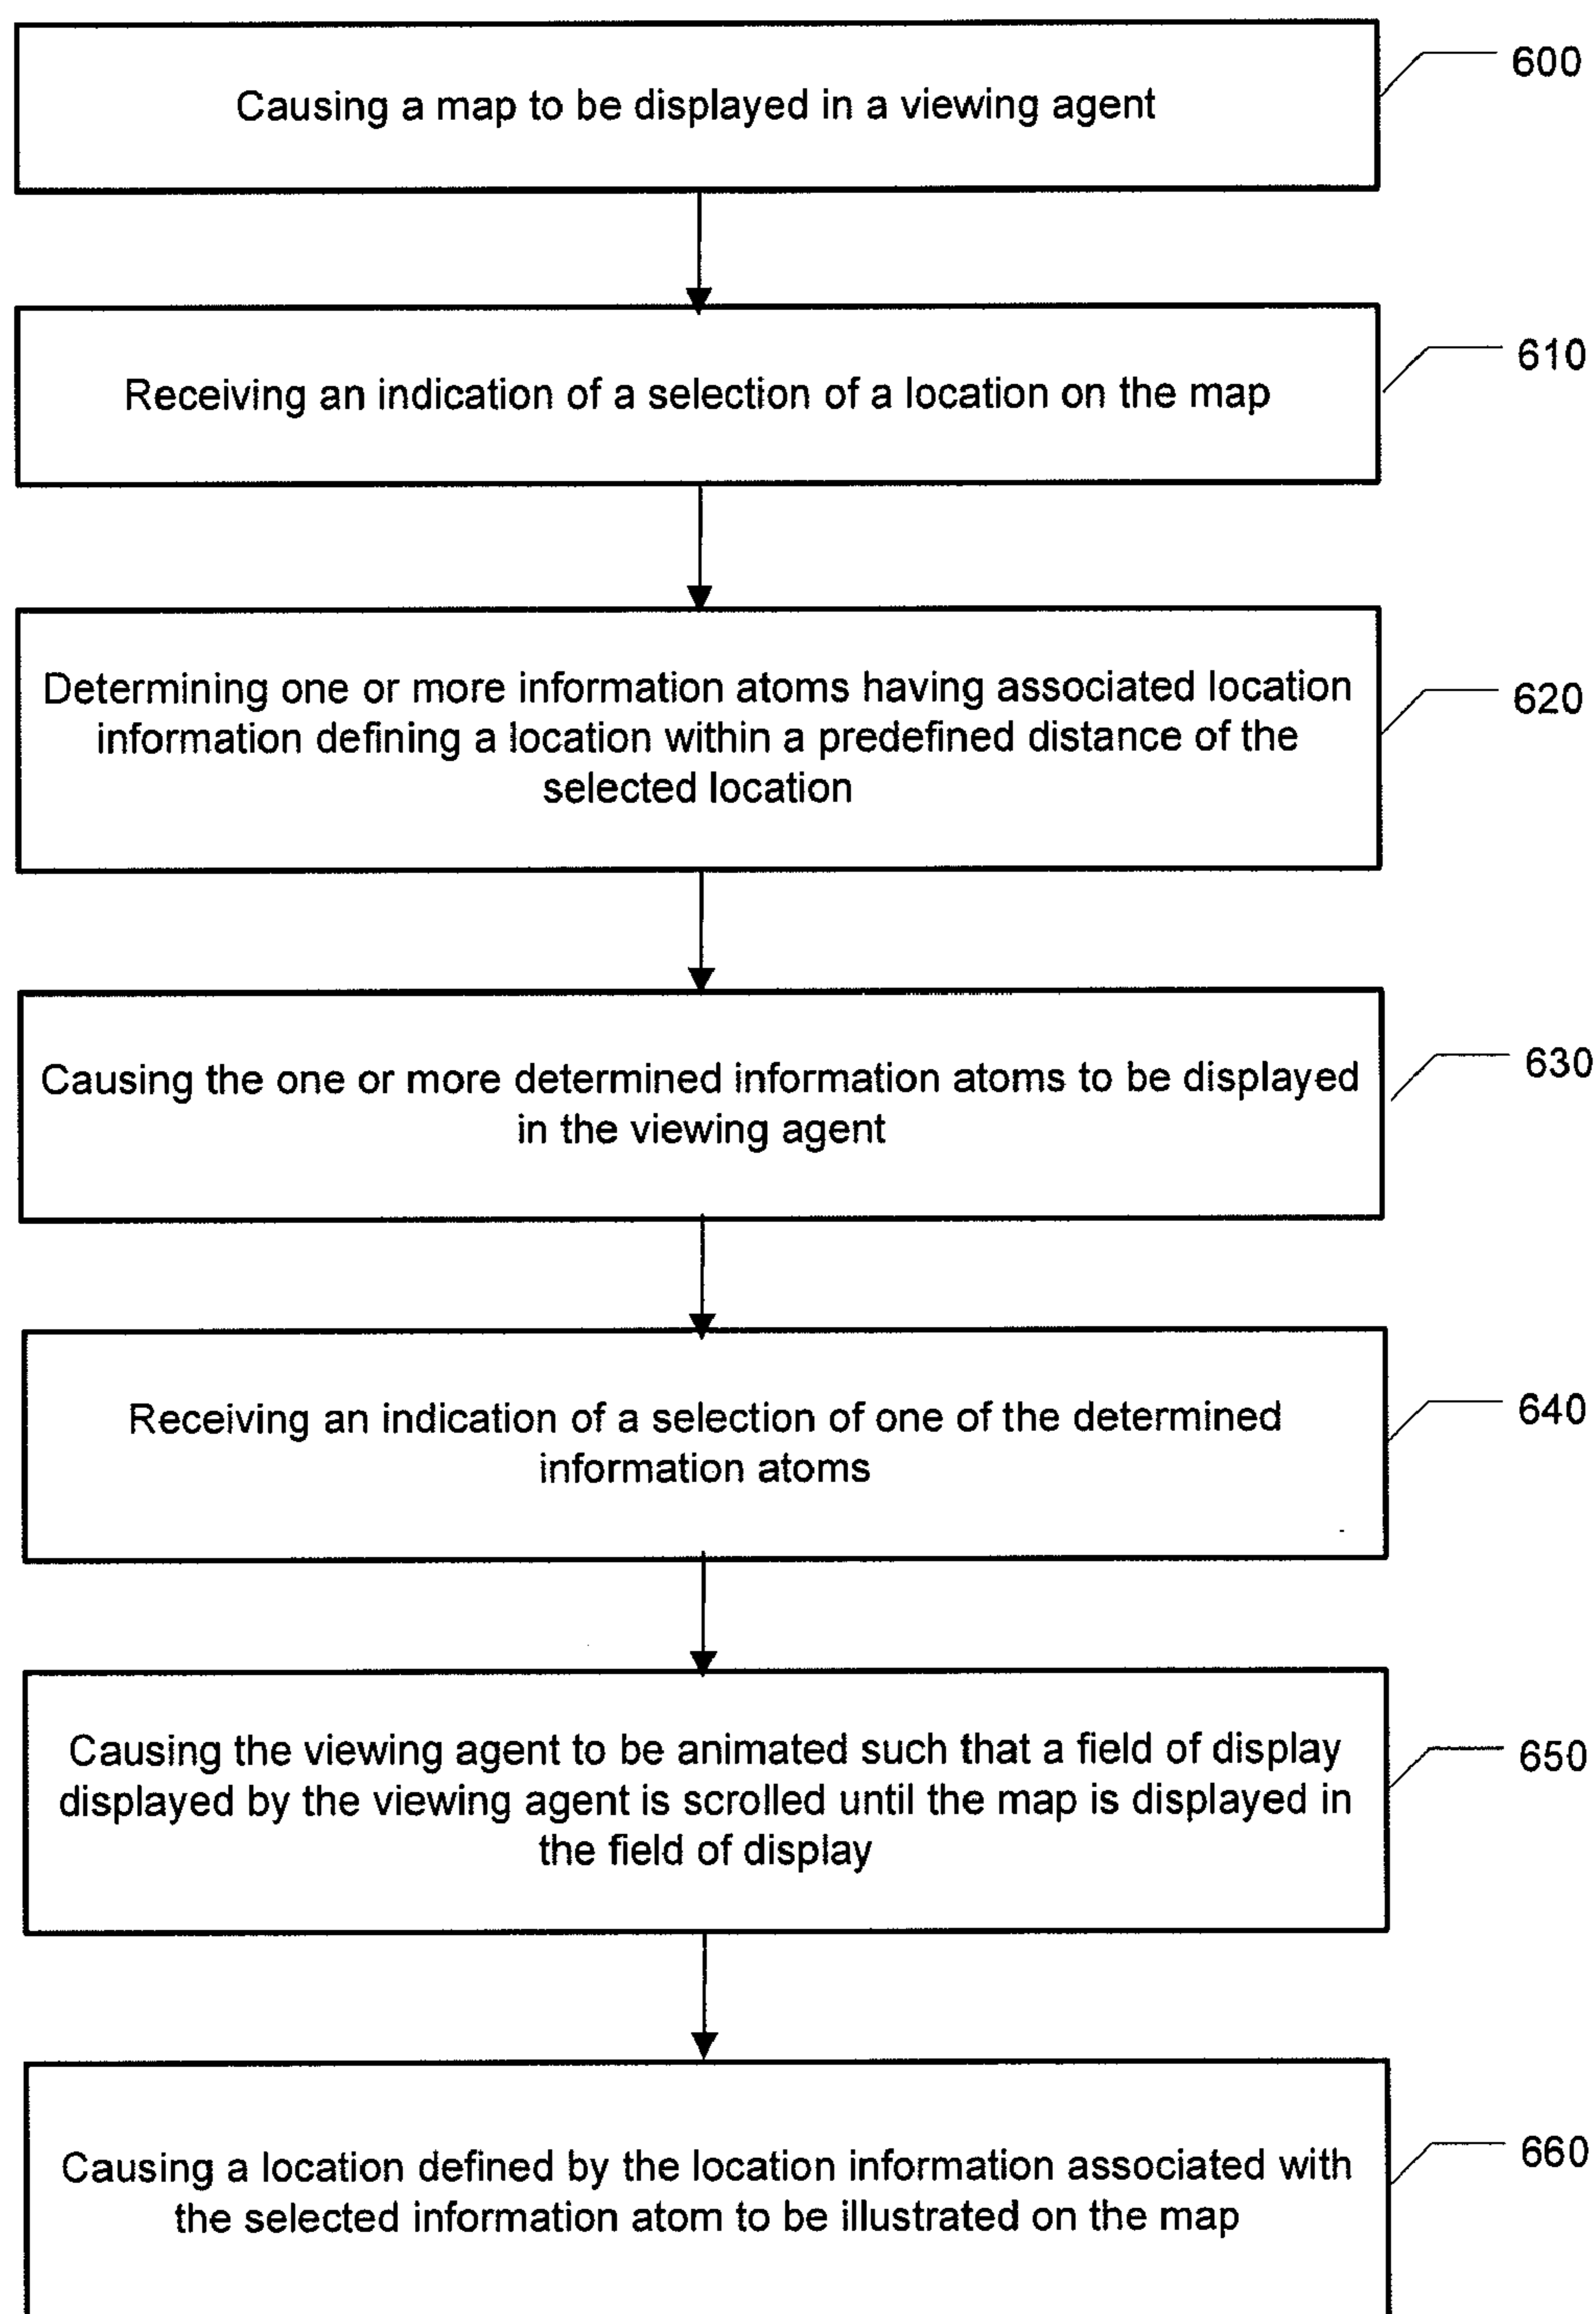 Causing a map to be displayed in a viewing agent
600
Receiving an indication of a selection of a location on the map
610
Determining one or more information atoms having associated location
information defining a location within a predefined distance of the
selected location
620
Causing the one or more determined information atoms to be displayed
in the viewing agent
630
Receiving an indication of a selection of one of the determined
information atoms
640
Causing the viewing agent to be animated such that a field of display
displayed by the viewing agent is scrolled until the map is displayed in
the field of display
650
Causing a location defined by the location information associated with
the selected information atom to be illustrated on the map
660